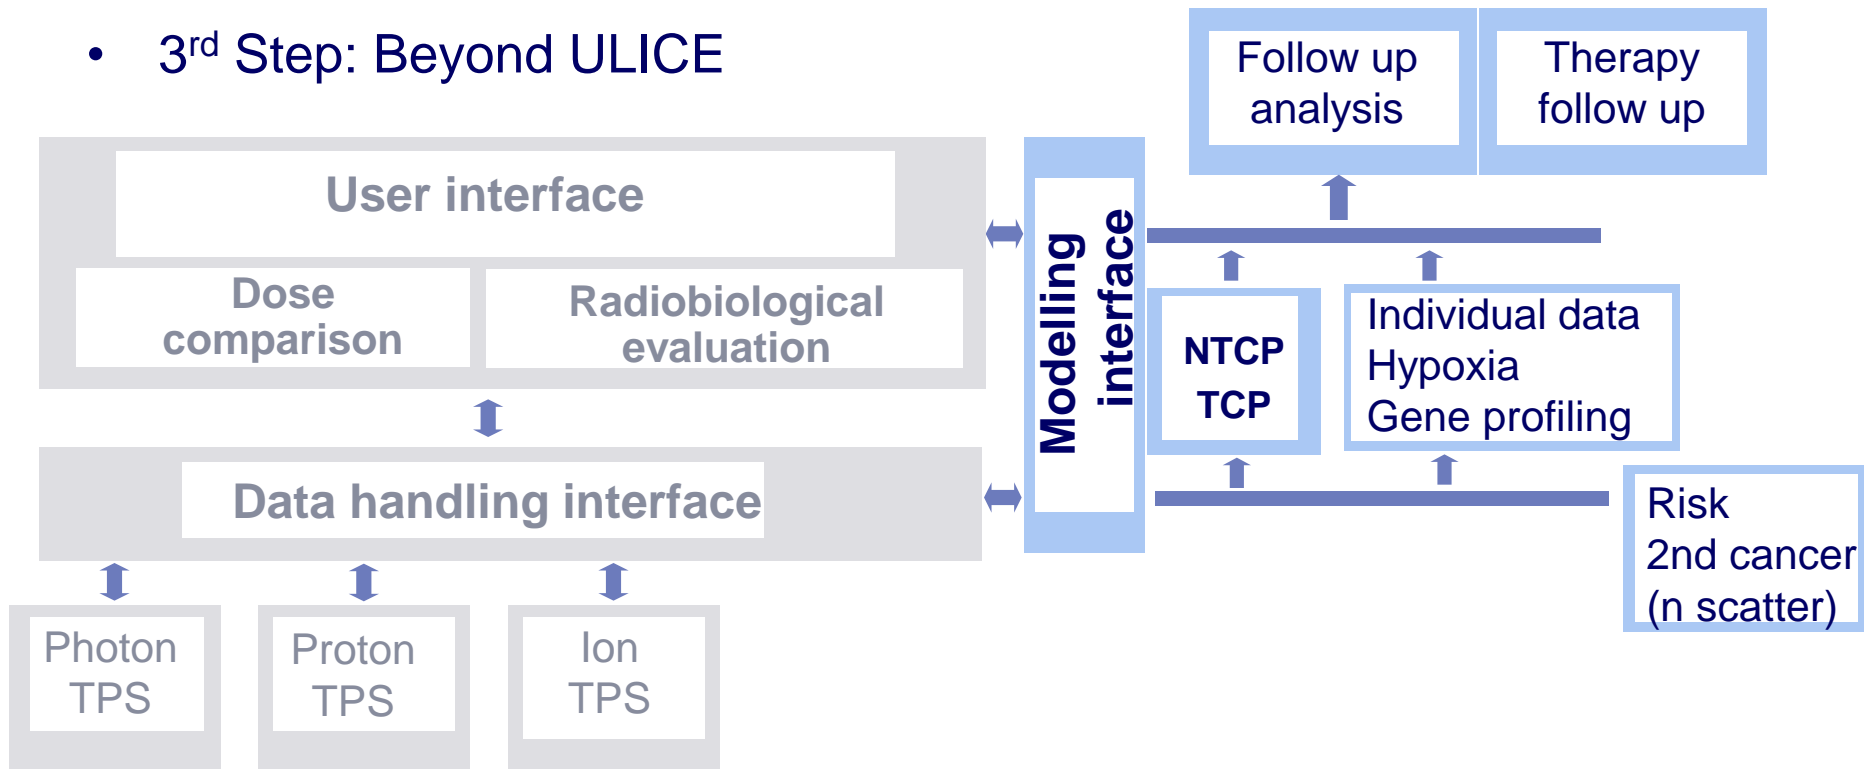 • 3rd Step: Beyond ULICE
Follow up
analysis
Therapy
follow up
User interface
Dose
comparison
Radiobiological
evaluation
Modelling
interface
NTCP
TCP
Individual data
Hypoxia
Gene profiling
Data handling interface
Risk
2nd cancer
(n scatter)
Photon
TPS
Proton
TPS
Ion
TPS